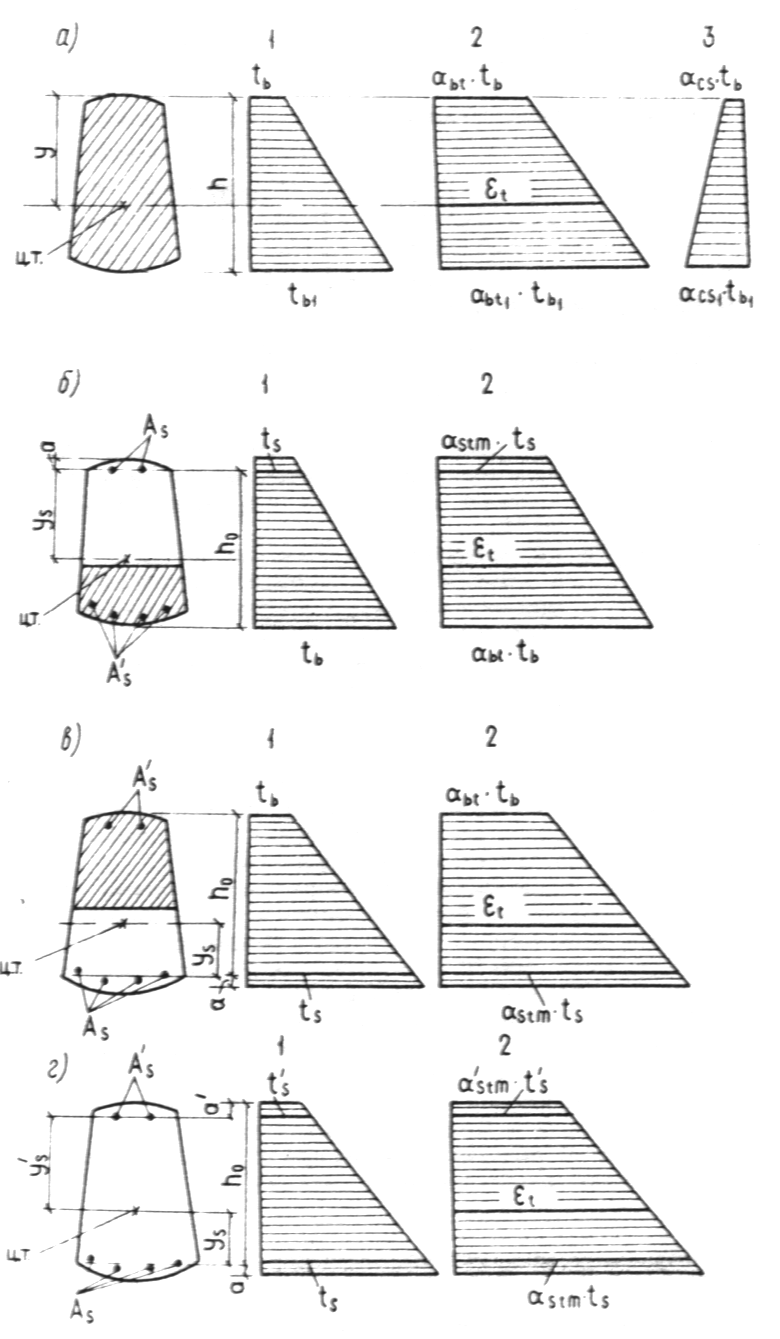 а) 1 2 3
t_b α_bt·t_b α_cs·t_b
y h ε_t
ц.т.
t_b1 α_bt1·t_b1 α_cs1·t_b1
б) 1 2
A_s t_s α_stm·t_s
a
y_s h_0 ε_t
ц.т.
A'_s t_b α_bt·t_b
в) 1 2
A'_s t_b α_bt·t_b
h_0 ε_t
y_s
ц.т.
a
A_s t_s α_stm·t_s
г) 1 2
A'_s t'_s α'_stm·t'_s
a'
y'_s h_0 ε_t
y_s
ц.т
a
A_s t_s α_stm·t_s